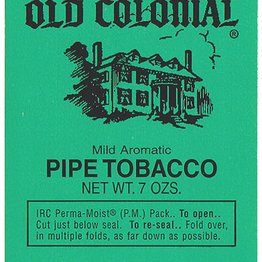 OLD COLONIAL
®
Mild Aromatic
PIPE TOBACCO
NET WT. 7 OZS.
IRC Perma-Moist® (P.M.) Pack.. To open..
Cut just below seal. To re-seal.. Fold over,
in multiple folds, as far down as possible.